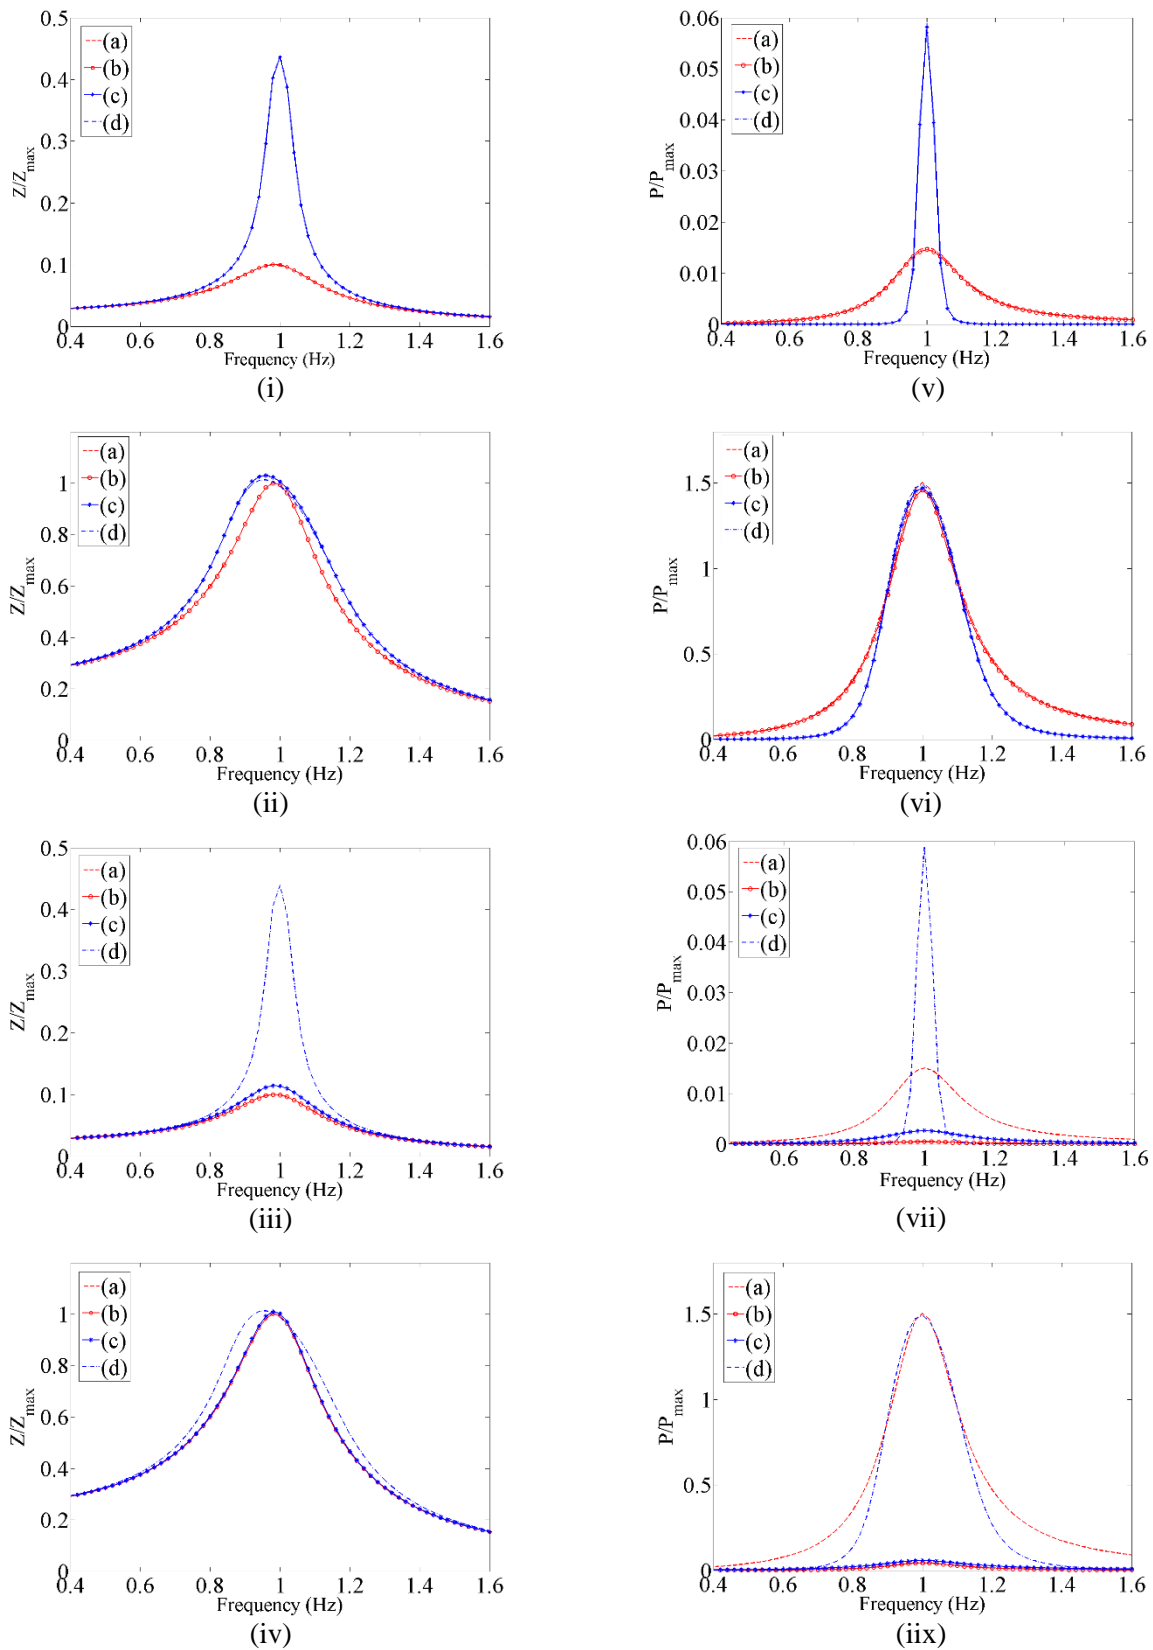 0.5
0.4
0.3
0.2
0.1
0
Z/Zmax
(a)
(b)
(c)
(d)
0.4 0.6 0.8 1 1.2 1.4 1.6
Frequency (Hz)
(i)
0.06
0.05
0.04
0.03
0.02
0.01
0
P/Pmax
(a)
(b)
(c)
(d)
0.4 0.6 0.8 1 1.2 1.4 1.6
Frequency (Hz)
(v)
1
0.8
0.6
0.4
0.2
0
Z/Zmax
(a)
(b)
(c)
(d)
0.4 0.6 0.8 1 1.2 1.4 1.6
Frequency (Hz)
(ii)
1.5
1
0.5
0
P/Pmax
(a)
(b)
(c)
(d)
0.4 0.6 0.8 1 1.2 1.4 1.6
Frequency (Hz)
(vi)
0.5
0.4
0.3
0.2
0.1
0
Z/Zmax
(a)
(b)
(c)
(d)
0.4 0.6 0.8 1 1.2 1.4 1.6
Frequency (Hz)
(iii)
0.06
0.05
0.04
0.03
0.02
0.01
0
P/Pmax
(a)
(b)
(c)
(d)
0.6 0.8 1 1.2 1.4 1.6
Frequency (Hz)
(vii)
1
0.8
0.6
0.4
0.2
0
Z/Zmax
(a)
(b)
(c)
(d)
0.4 0.6 0.8 1 1.2 1.4 1.6
Frequency (Hz)
(iv)
1.5
1
0.5
0
P/Pmax
(a)
(b)
(c)
(d)
0.4 0.6 0.8 1 1.2 1.4 1.6
Frequency (Hz)
(iix)